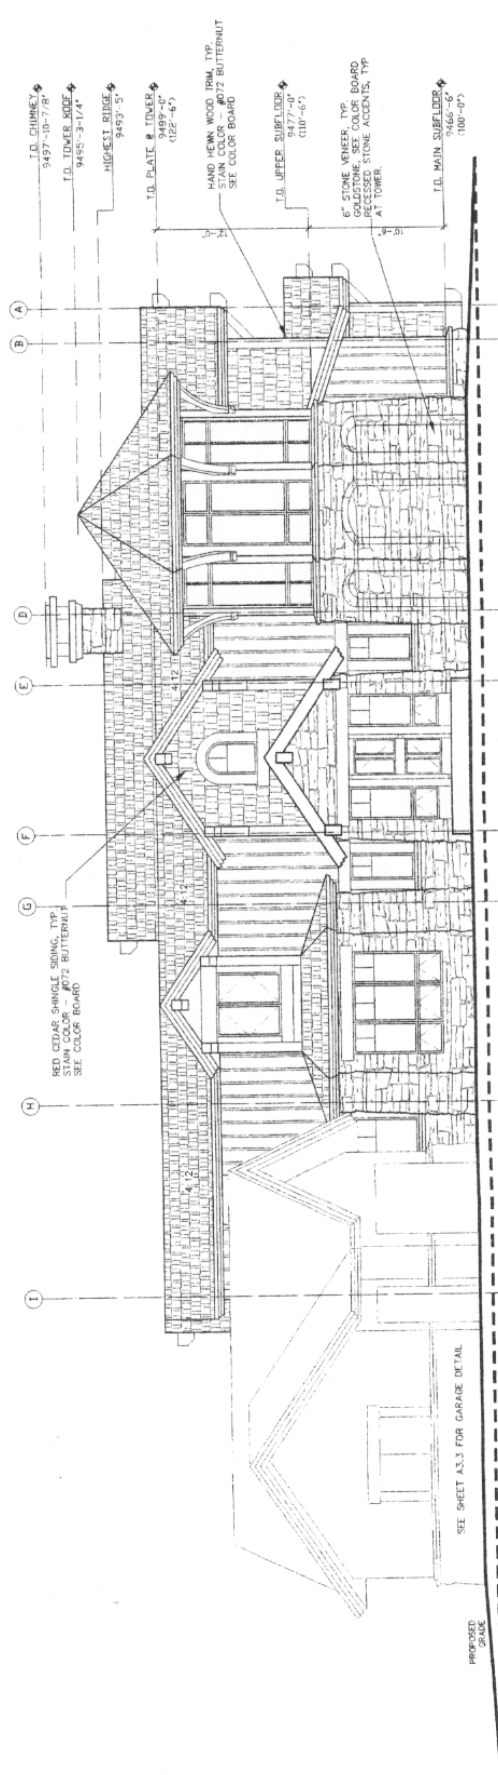 T.O. CHIMNEY
9497'-10-7/8"
T.O. TOWER ROOF
9495'-3-1/4"
HIGHEST RIDGE
9493'-5"
T.O. PLATE @ TOWER
9489'-0"
(122'-6")
HAND HEWN WOOD TRIM, TYP.
STAIN COLOR - #072 BUTTERNUT
SEE COLOR BOARD
T.O. UPPER SUBFLOOR
9477'-0"
(110'-6")
6" STONE VENEER, TYP.
GOLDSTONE, SEE COLOR BOARD
RECESSED STONE ACCENTS, TYP
AT TOWER.
T.O. MAIN SUBFLOOR
9466'-6"
(100'-0")
12'-0"
10'-6"
A
B
D
E
F
G
H
I
RED CEDAR SHINGLE SIDING, TYP.
STAIN COLOR - #072 BUTTERNUT
SEE COLOR BOARD
4:12
4:12
4:12
SEE SHEET A3.3 FOR GARAGE DETAIL
PROPOSED
GRADE